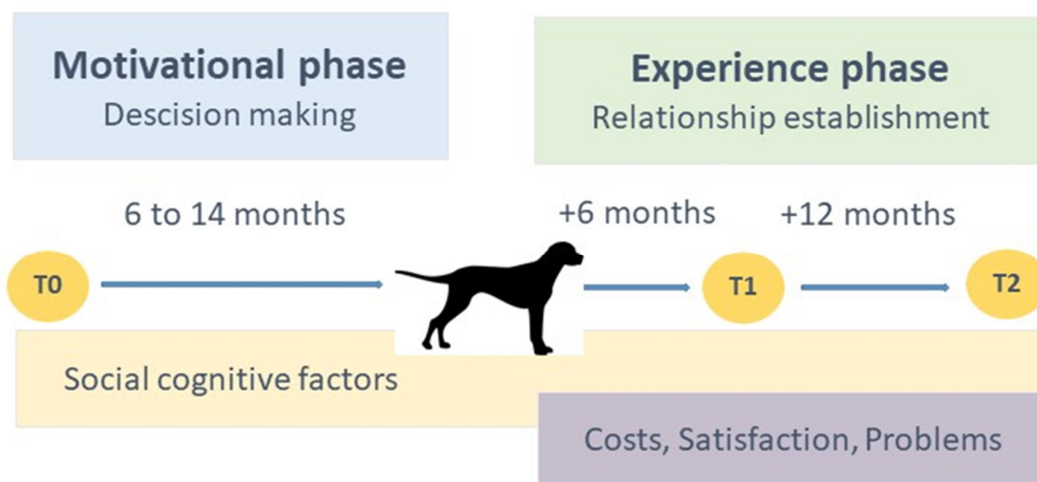 Motivational phase
Descision making
Experience phase
Relationship establishment
6 to 14 months
+6 months
+12 months
T0
T1
T2
Social cognitive factors
Costs, Satisfaction, Problems